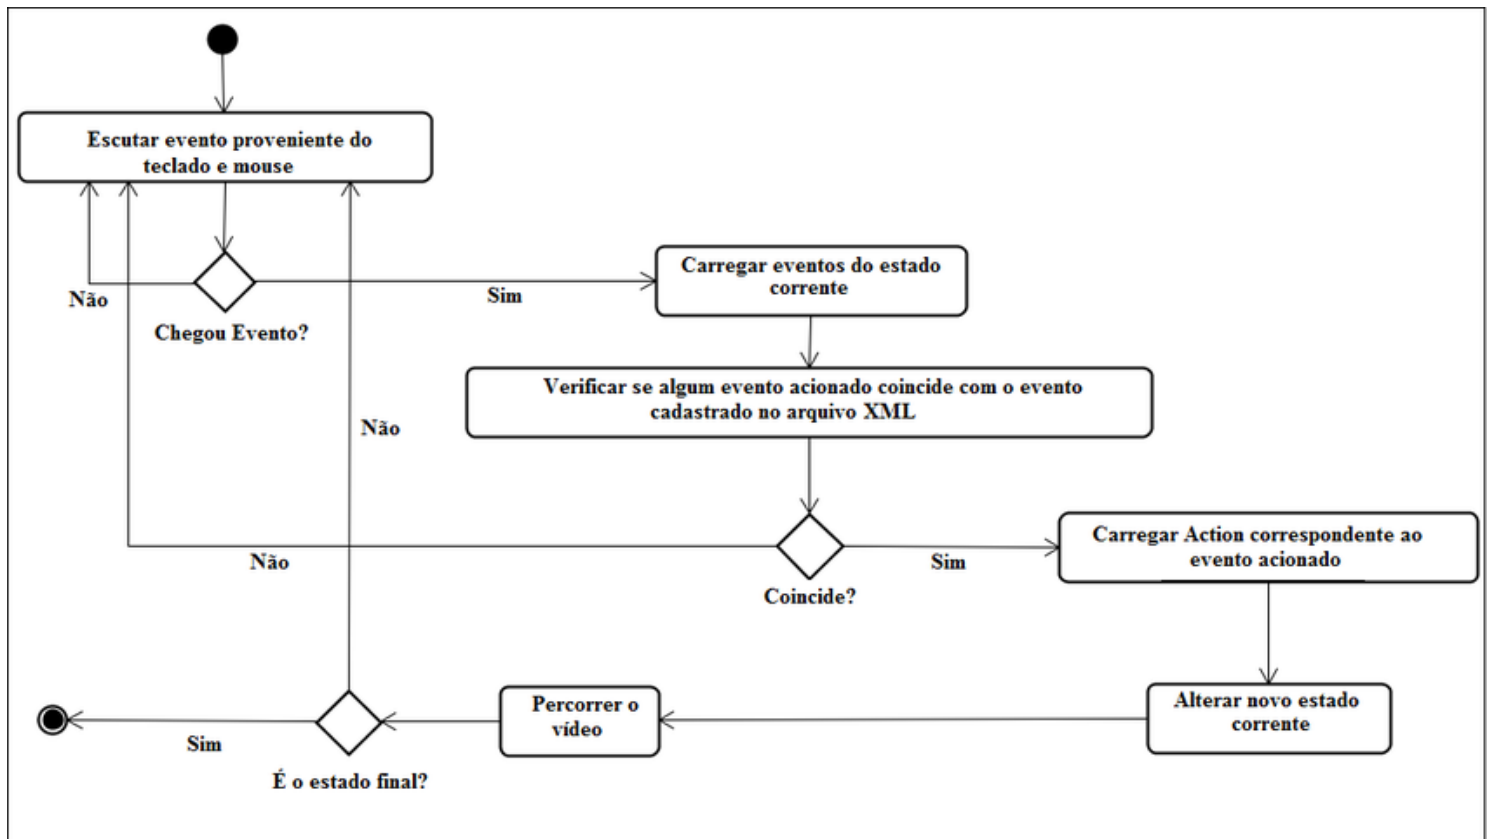 Escutar evento proveniente do
teclado e mouse
Não
Chegou Evento?
Sim
Carregar eventos do estado
corrente
Verificar se algum evento acionado coincide com o evento
cadastrado no arquivo XML
Não
Não
Coincide?
Sim
Carregar Action correspondente ao
evento acionado
Alterar novo estado
corrente
Percorrer o
vídeo
Sim
É o estado final?